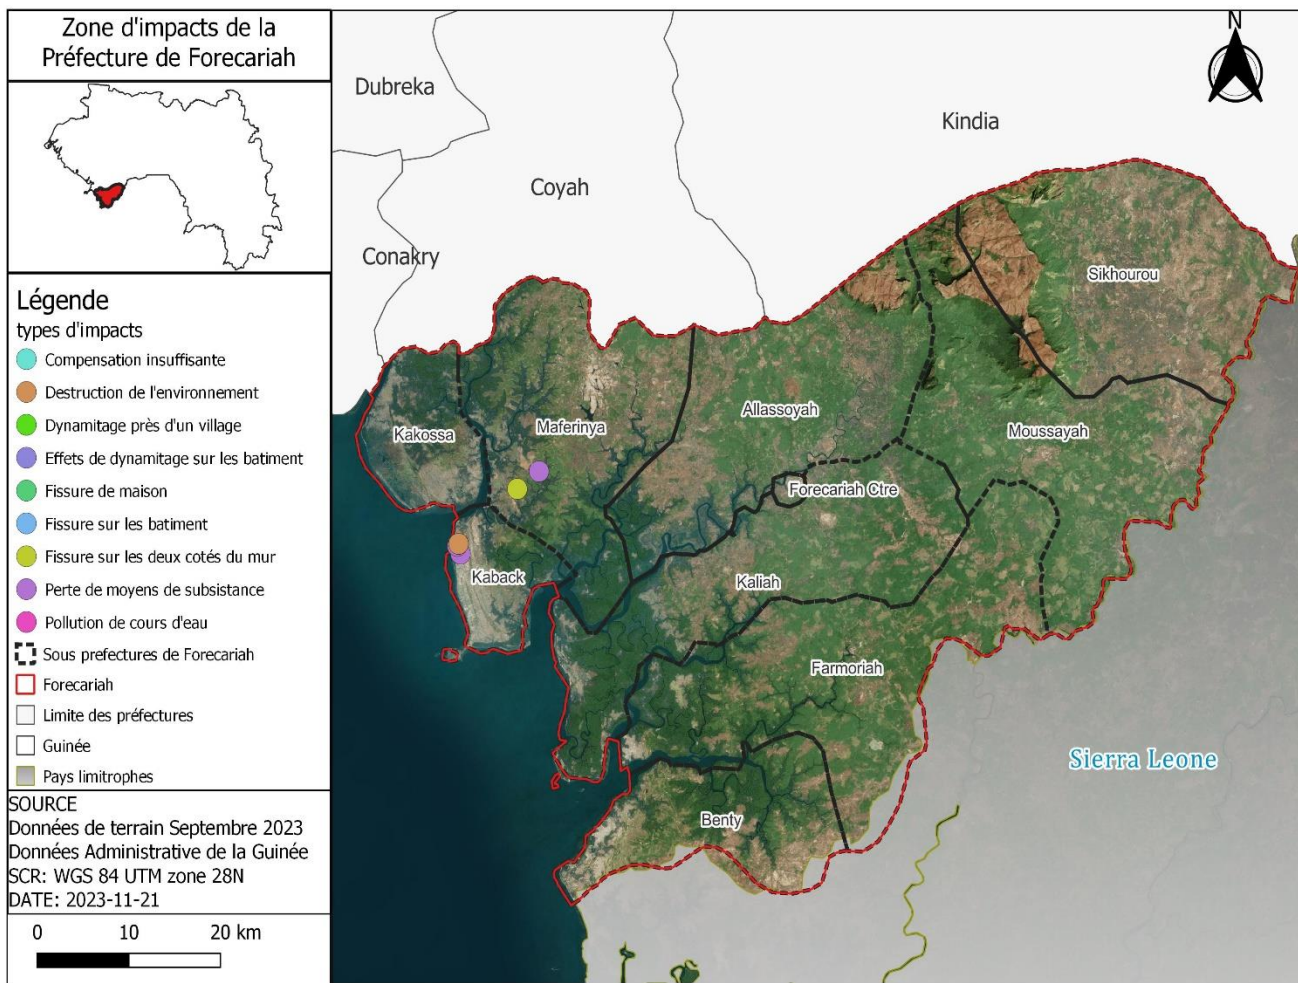 Zone d'impacts de la
Préfecture de Forecariah
Légende
types d'impacts
Compensation insuffisante
Destruction de l'environnement
Dynamitage près d'un village
Effets de dynamitage sur les batiment
Fissure de maison
Fissure sur les batiment
Fissure sur les deux cotés du mur
Perte de moyens de subsistance
Pollution de cours d'eau
Sous prefectures de Forecariah
Forecariah
Limite des préfectures
Guinée
Pays limitrophes
SOURCE
Données de terrain Septembre 2023
Données Administrative de la Guinée
SCR: WGS 84 UTM zone 28N
DATE: 2023-11-21
0 10 20 km
N
Dubreka
Kindia
Coyah
Conakry
Sikhourou
Allassoyah
Kakossa
Maferinya
Moussayah
Forecariah Ctre
Kaback
Kaliah
Farmoriah
Sierra Leone
Benty